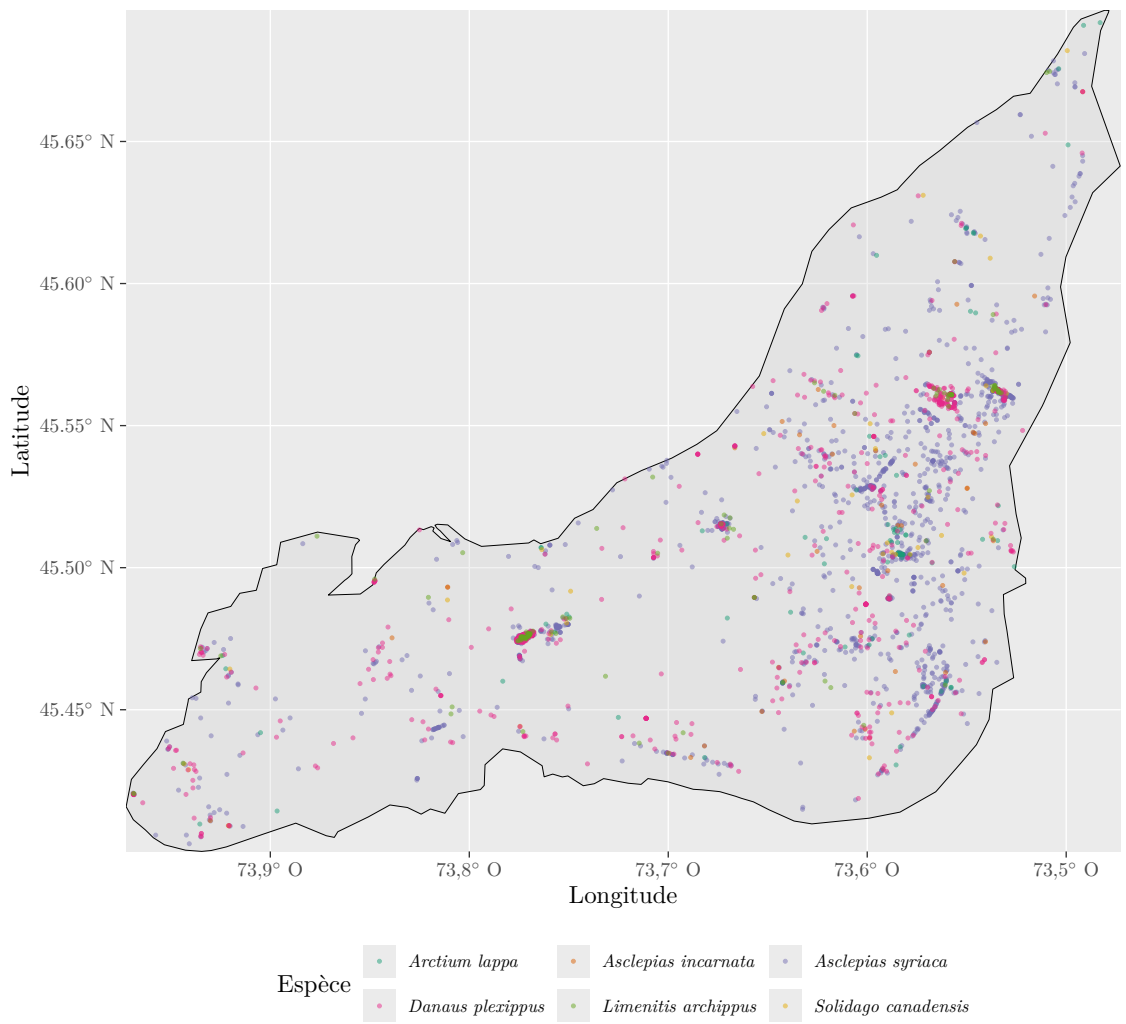 45.65° N
45.60° N
45.55° N
45.50° N
45.45° N
Latitude
73,9° O 73,8° O 73,7° O 73,6° O 73,5° O
Longitude
Espèce
Arctium lappa Asclepias incarnata Asclepias syriaca
Danaus plexippus Limenitis archippus Solidago canadensis